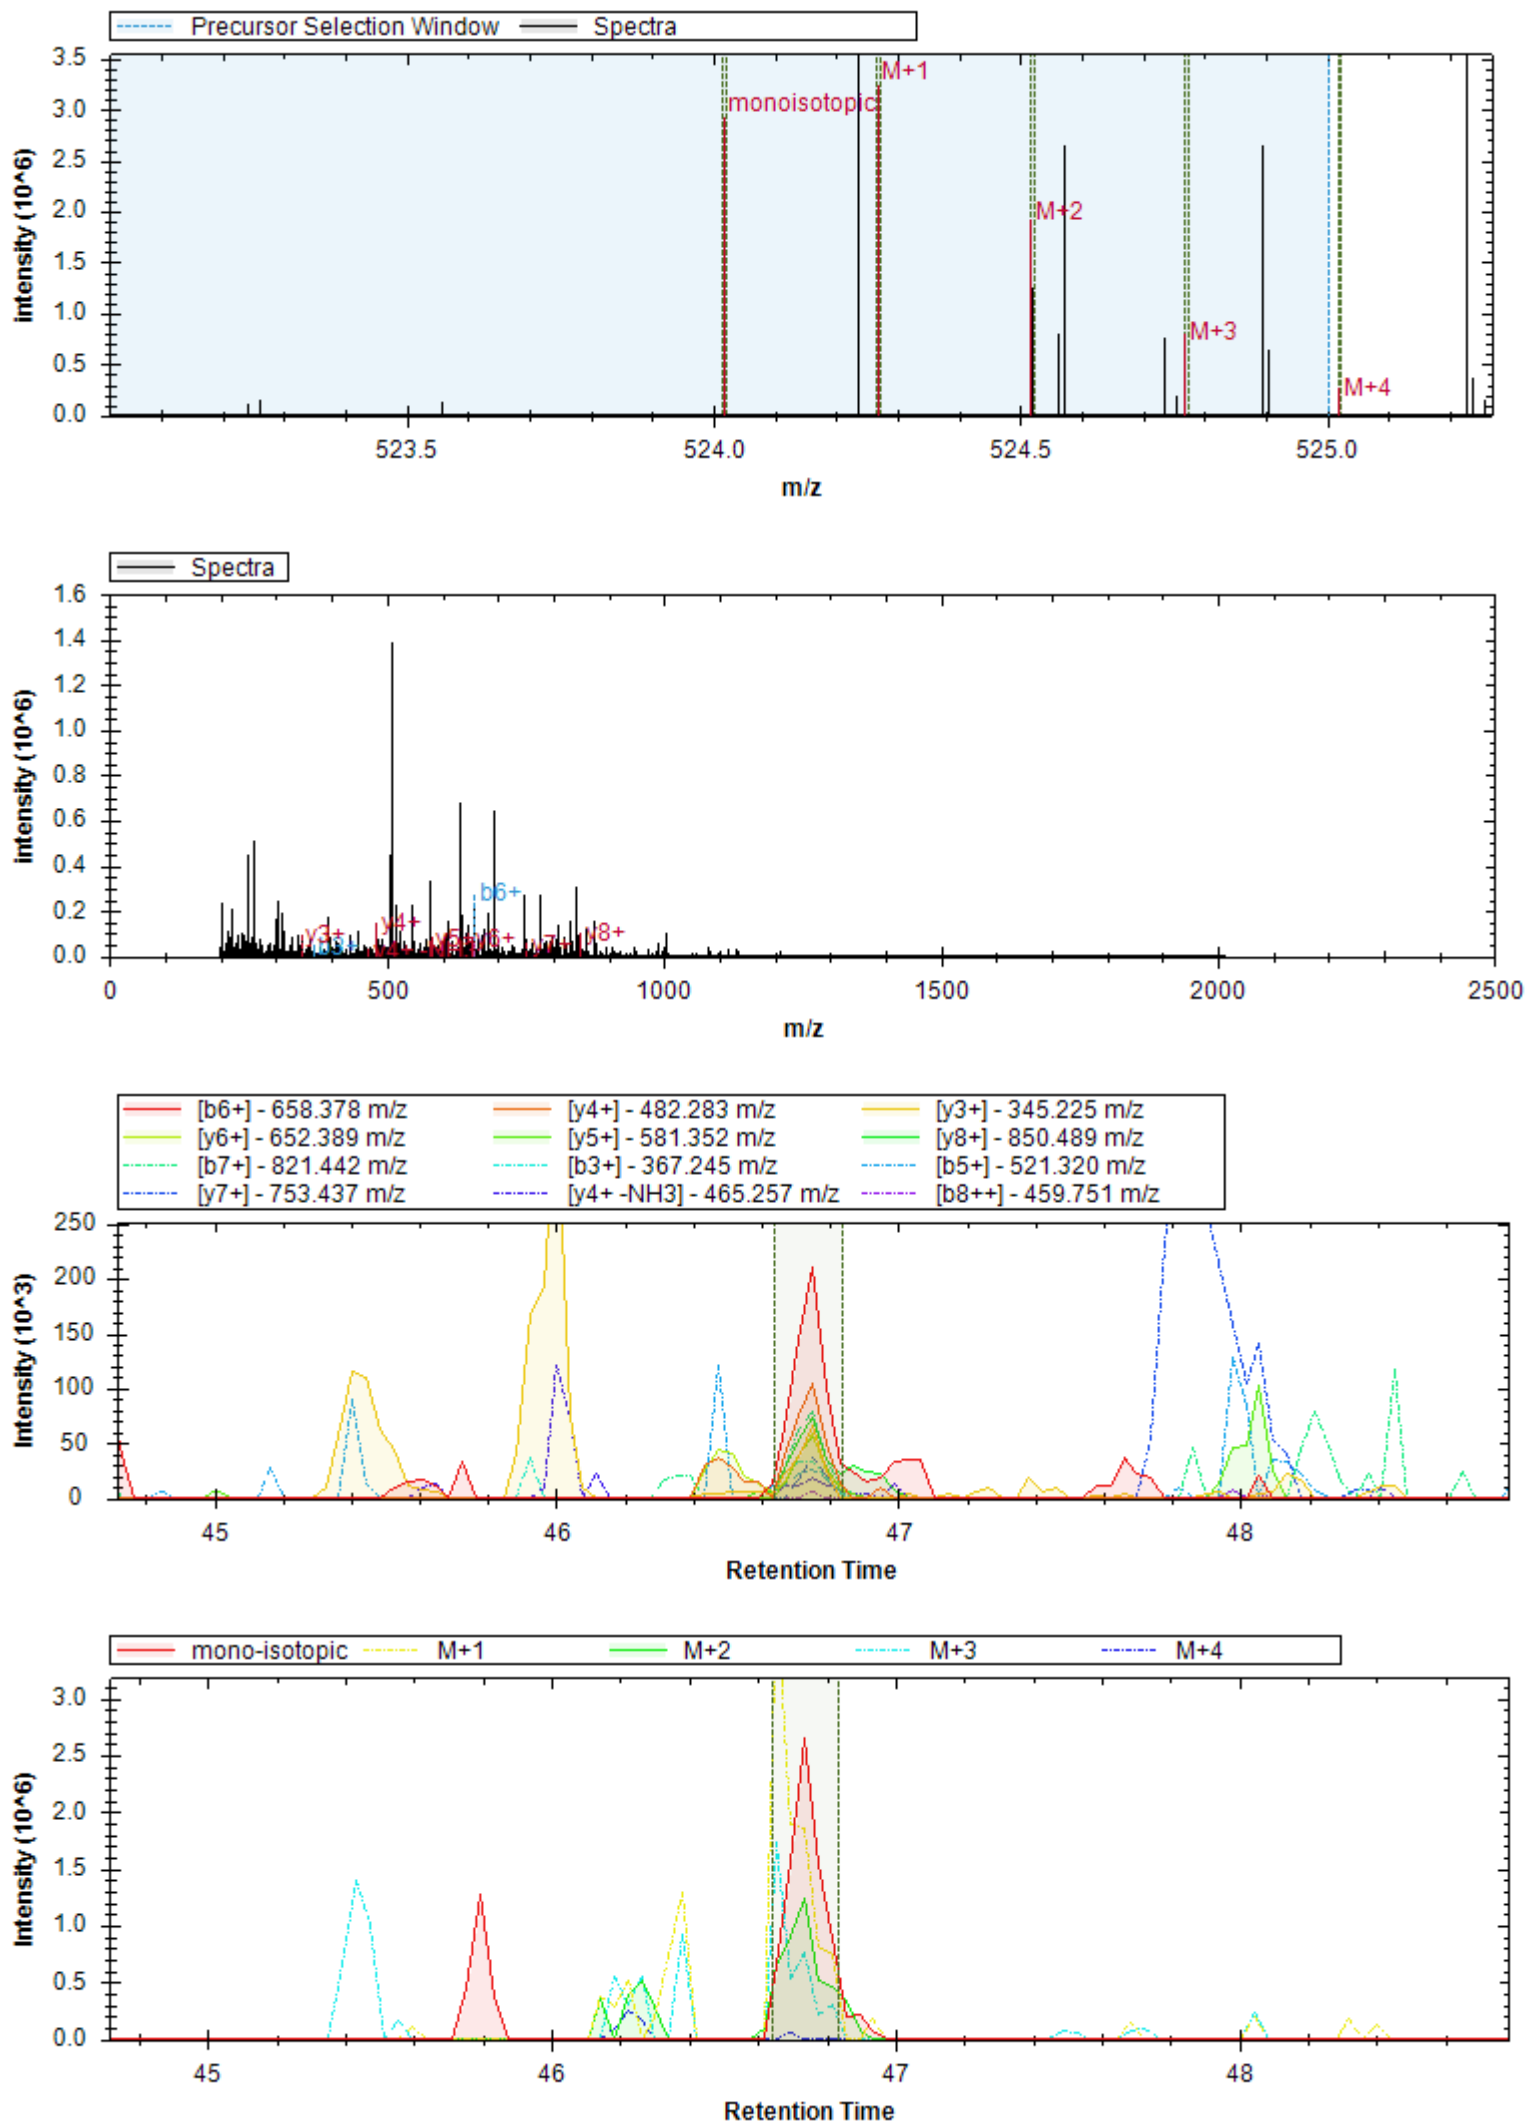 Precursor Selection Window Spectra
3.5
3.0
2.5
2.0
1.5
1.0
0.5
0.0
intensity (10^6)
monoisotopic
M+1
M+2
M+3
M+4
523.5 524.0 524.5 525.0
m/z
Spectra
1.6
1.4
1.2
1.0
0.8
0.6
0.4
0.2
0.0
intensity (10^6)
b6+
y4+
y3+
y8+
0 500 1000 1500 2000 2500
m/z
[b6+] - 658.378 m/z [y4+] - 482.283 m/z [y3+] - 345.225 m/z
[y6+] - 652.389 m/z [y5+] - 581.352 m/z [y8+] - 850.489 m/z
[b7+] - 821.442 m/z [b3+] - 367.245 m/z [b5+] - 521.320 m/z
[y7+] - 753.437 m/z [y4+ -NH3] - 465.257 m/z [b8++] - 459.751 m/z
250
200
150
100
50
0
Intensity (10^3)
45 46 47 48
Retention Time
mono-isotopic M+1 M+2 M+3 M+4
3.0
2.5
2.0
1.5
1.0
0.5
0.0
Intensity (10^6)
45 46 47 48
Retention Time